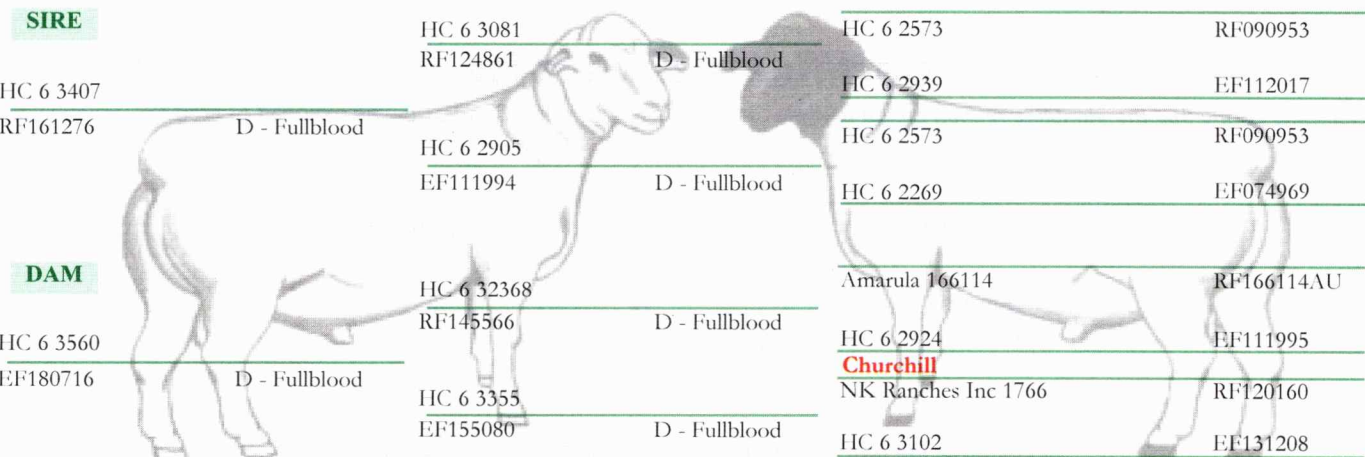 SIRE
HC 6 3407
RF161276 D - Fullblood
DAM
HC 6 3560
EF180716 D - Fullblood
HC 6 3081
RF124861 D - Fullblood
HC 6 2905
EF111994 D - Fullblood
HC 6 32368
RF145566 D - Fullblood
HC 6 3355
EF155080 D - Fullblood
HC 6 2573 RF090953
HC 6 2939 EF112017
HC 6 2573 RF090953
HC 6 2269 EF074969
Amarula 166114 RF166114AU
HC 6 2924 EF111995
Churchill
NK Ranches Inc 1766 RF120160
HC 6 3102 EF131208